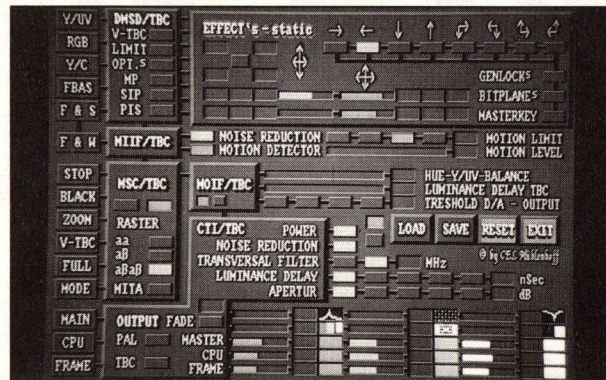 Y/UV
RGB
Y/C
FBAS
F & S
F & W
STOP
BLACK
ZOOM
V-TBC
FULL
MODE
MAIN
CPU
FRAME
DMSD/TBC
V-TBC
LIMIT
OPT.S
MP
SIP
PIS
EFFECT's-static
GENLOCKS
BITPLANES
MASTERKEY
MIIF/TBC
NOISE REDUCTION
MOTION LIMIT
MOTION DETECTOR
MOTION LEVEL
MSC/TBC
RASTER
aa
aB
aBaB
MITA
MOIF/TBC
HUE-Y/UV-BALANCE
LUMINANCE DELAY TBC
TRESHOLD D/A - OUTPUT
CTI/TBC
POWER
NOISE REDUCTION
TRANSVERSAL FILTER
MHz
LUMINANCE DELAY
nSec
APERTUR
dB
LOAD
SAVE
RESET
EXIT
© by
OUTPUT
FADE
PAL
MASTER
CPU
TBC
FRAME